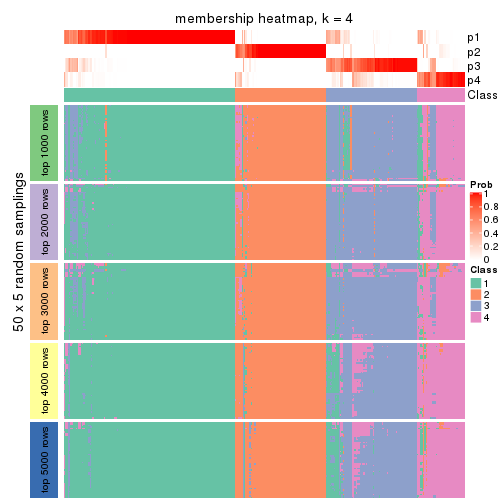 membership heatmap, k = 4
p1
p2
p3
p4
Class
50 x 5 random samplings
top 1000 rows
top 2000 rows
top 3000 rows
top 4000 rows
top 5000 rows
Prob
1
0.8
0.6
0.4
0.2
0
Class
1
2
3
4